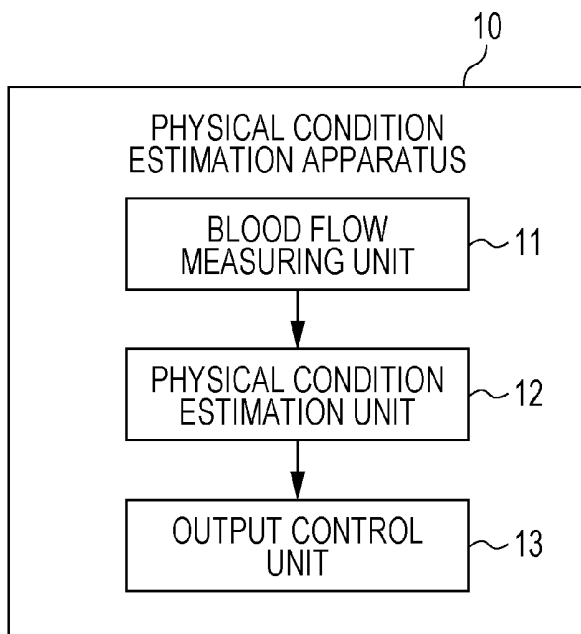 10
PHYSICAL CONDITION
ESTIMATION APPARATUS
BLOOD FLOW
MEASURING UNIT
11
PHYSICAL CONDITION
ESTIMATION UNIT
12
OUTPUT CONTROL
UNIT
13